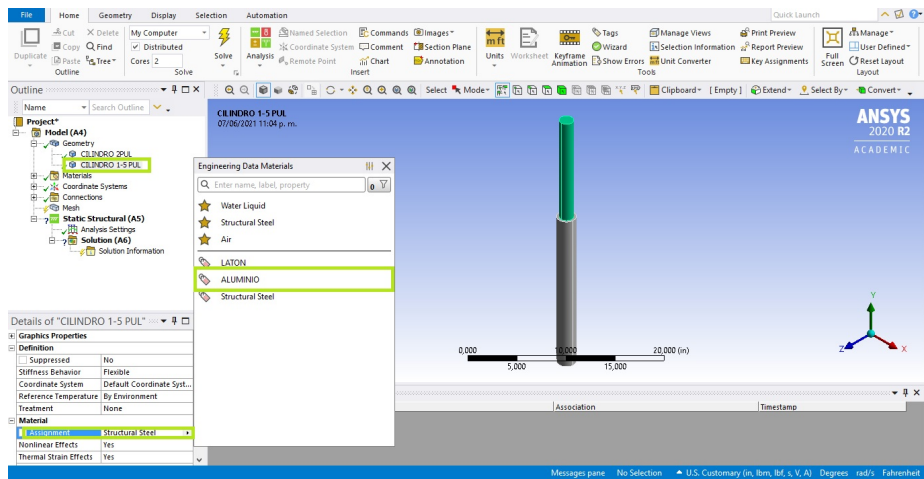 File Home Geometry Display Selection Automation Quick Launch
Cut Delete My Computer Named Selection Commands Images Tags Manage Views Print Preview Manage
Copy Find Distributed Coordinate System Comment Section Plane Wizard Selection Information Report Preview User Defined
Duplicate Paste Tree Cores 2 Solve Analysis Remote Point Chart Annotation Units Worksheet Keyframe Animation Show Errors Unit Converter Key Assignments Full Screen Reset Layout
Outline Solve Insert Tools Layout
Outline Select Mode Clipboard [ Empty ] Extend Select By Convert
Name Search Outline
Project*
Model (A4)
Geometry
CILINDRO 2PUL
CILINDRO 1-5 PUL
Materials
Coordinate Systems
Connections
Mesh
Static Structural (A5)
Analysis Settings
Solution (A6)
Solution Information
CILINDRO 1-5 PUL
07/06/2021 11:04 p. m.
ANSYS
2020 R2
ACADEMIC
Engineering Data Materials
Enter name, label, property 0
Water Liquid
Structural Steel
Air
LATON
ALUMINIO
Structural Steel
Y
Z X
0,000 10,000 20,000 (in)
5,000 15,000
Details of "CILINDRO 1-5 PUL"
Graphics Properties
Definition
Suppressed No
Stiffness Behavior Flexible
Coordinate System Default Coordinate Syst...
Reference Temperature By Environment
Treatment None
Material
Assignment Structural Steel
Nonlinear Effects Yes
Thermal Strain Effects Yes
Association Timestamp
Messages pane No Selection U.S. Customary (in, lbm, lbf, s, V, A) Degrees rad/s Fahrenheit